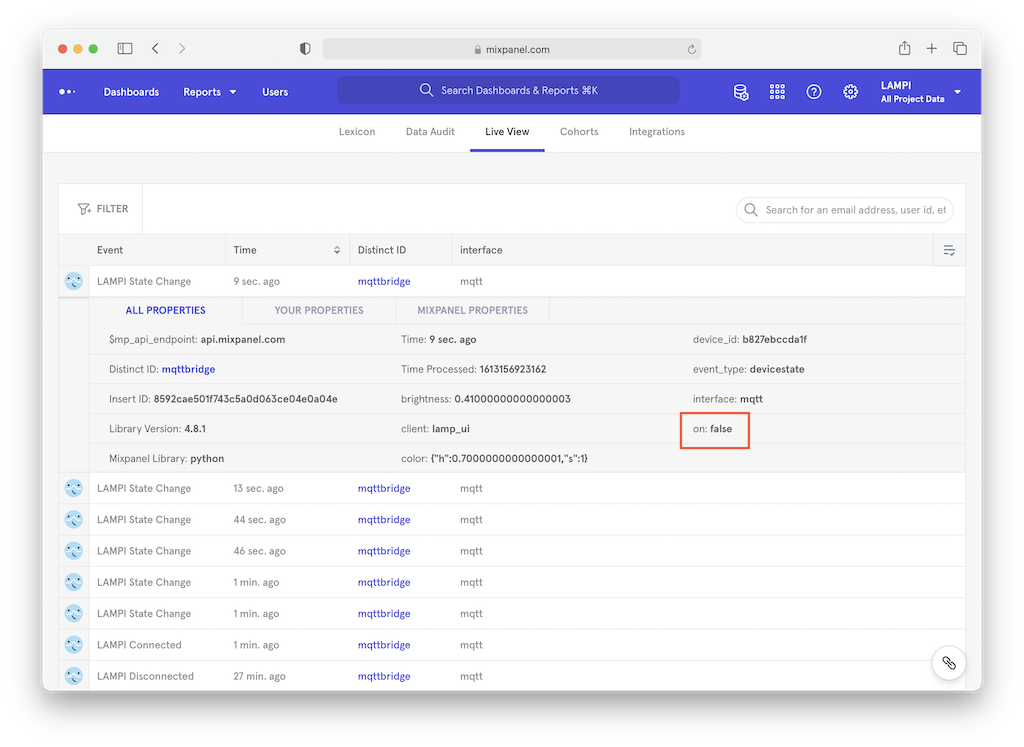 mixpanel.com
Dashboards Reports Users Search Dashboards & Reports ⌘K LAMPI
All Project Data
Lexicon Data Audit Live View Cohorts Integrations
FILTER Search for an email address, user id, et
Event Time Distinct ID interface
LAMPI State Change 9 sec. ago mqttbridge mqtt
ALL PROPERTIES YOUR PROPERTIES MIXPANEL PROPERTIES
$mp_api_endpoint: api.mixpanel.com Time: 9 sec. ago device_id: b827ebccda1f
Distinct ID: mqttbridge Time Processed: 1613156923162 event_type: devicestate
Insert ID: 8592cae501f743c5a0d063ce04e0a04e brightness: 0.41000000000000003 interface: mqtt
Library Version: 4.8.1 client: lamp_ui on: false
Mixpanel Library: python color: {"h":0.7000000000000001,"s":1}
LAMPI State Change 13 sec. ago mqttbridge mqtt
LAMPI State Change 44 sec. ago mqttbridge mqtt
LAMPI State Change 46 sec. ago mqttbridge mqtt
LAMPI State Change 1 min. ago mqttbridge mqtt
LAMPI State Change 1 min. ago mqttbridge mqtt
LAMPI Connected 1 min. ago mqttbridge mqtt
LAMPI Disconnected 27 min. ago mqttbridge mqtt